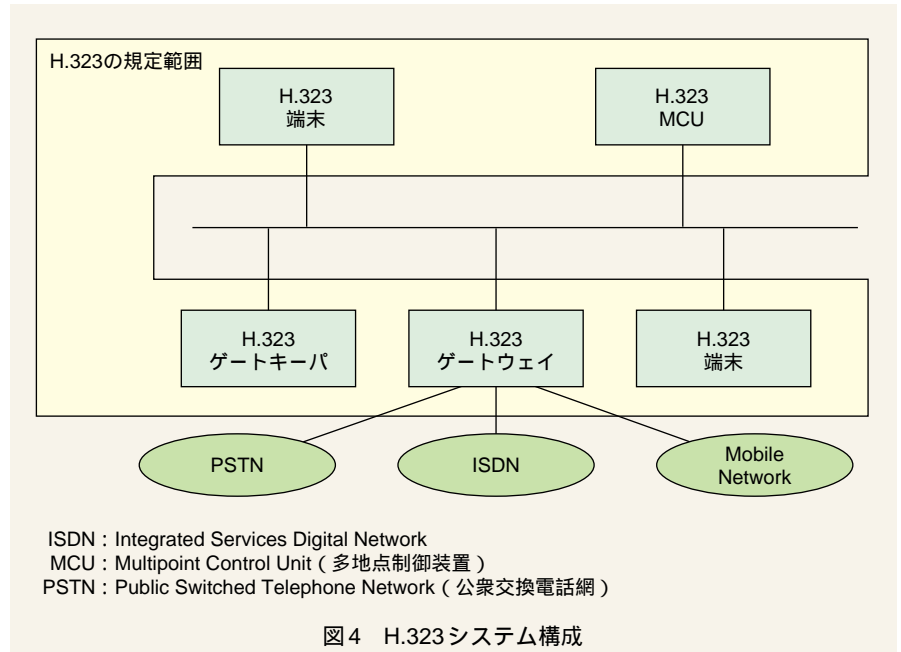 H.323の規定範囲
H.323
端末
H.323
MCU
H.323
ゲートキーパ
H.323
ゲートウェイ
H.323
端末
PSTN
ISDN
Mobile
Network
ISDN：Integrated Services Digital Network
MCU：Multipoint Control Unit（多地点制御装置）
PSTN：Public Switched Telephone Network（公衆交換電話網）
図4　H.323システム構成